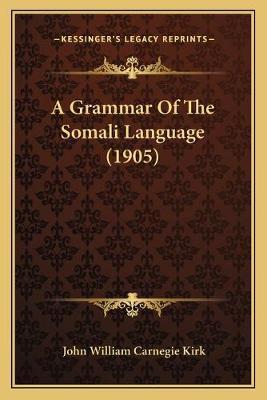 KESSINGER'S LEGACY REPRINTS
A Grammar Of The
Somali Language
(1905)
John William Carnegie Kirk